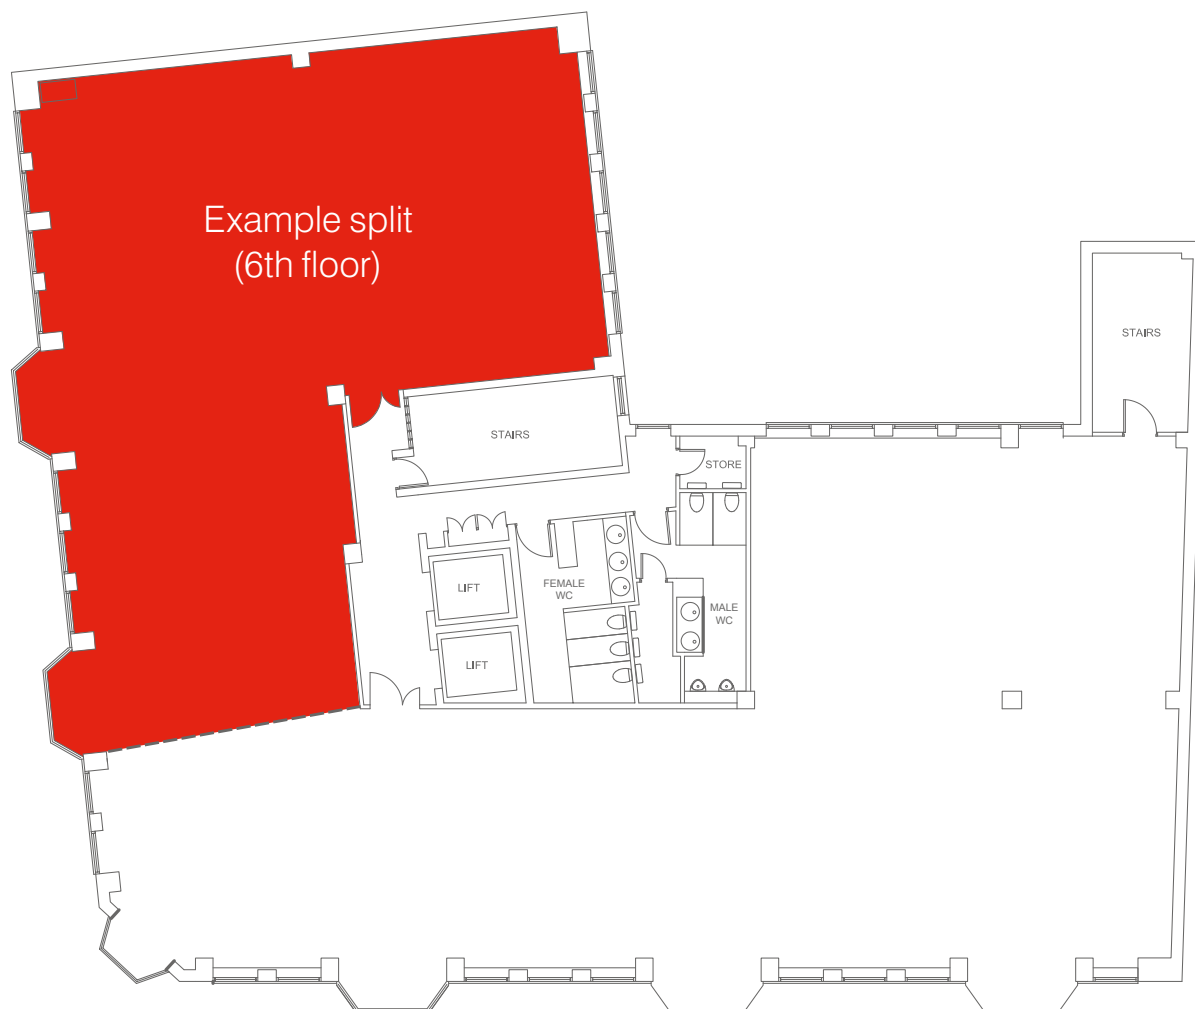 Example split
(6th floor)
STAIRS
STAIRS
STORE
LIFT
FEMALE
WC
MALE
WC
LIFT